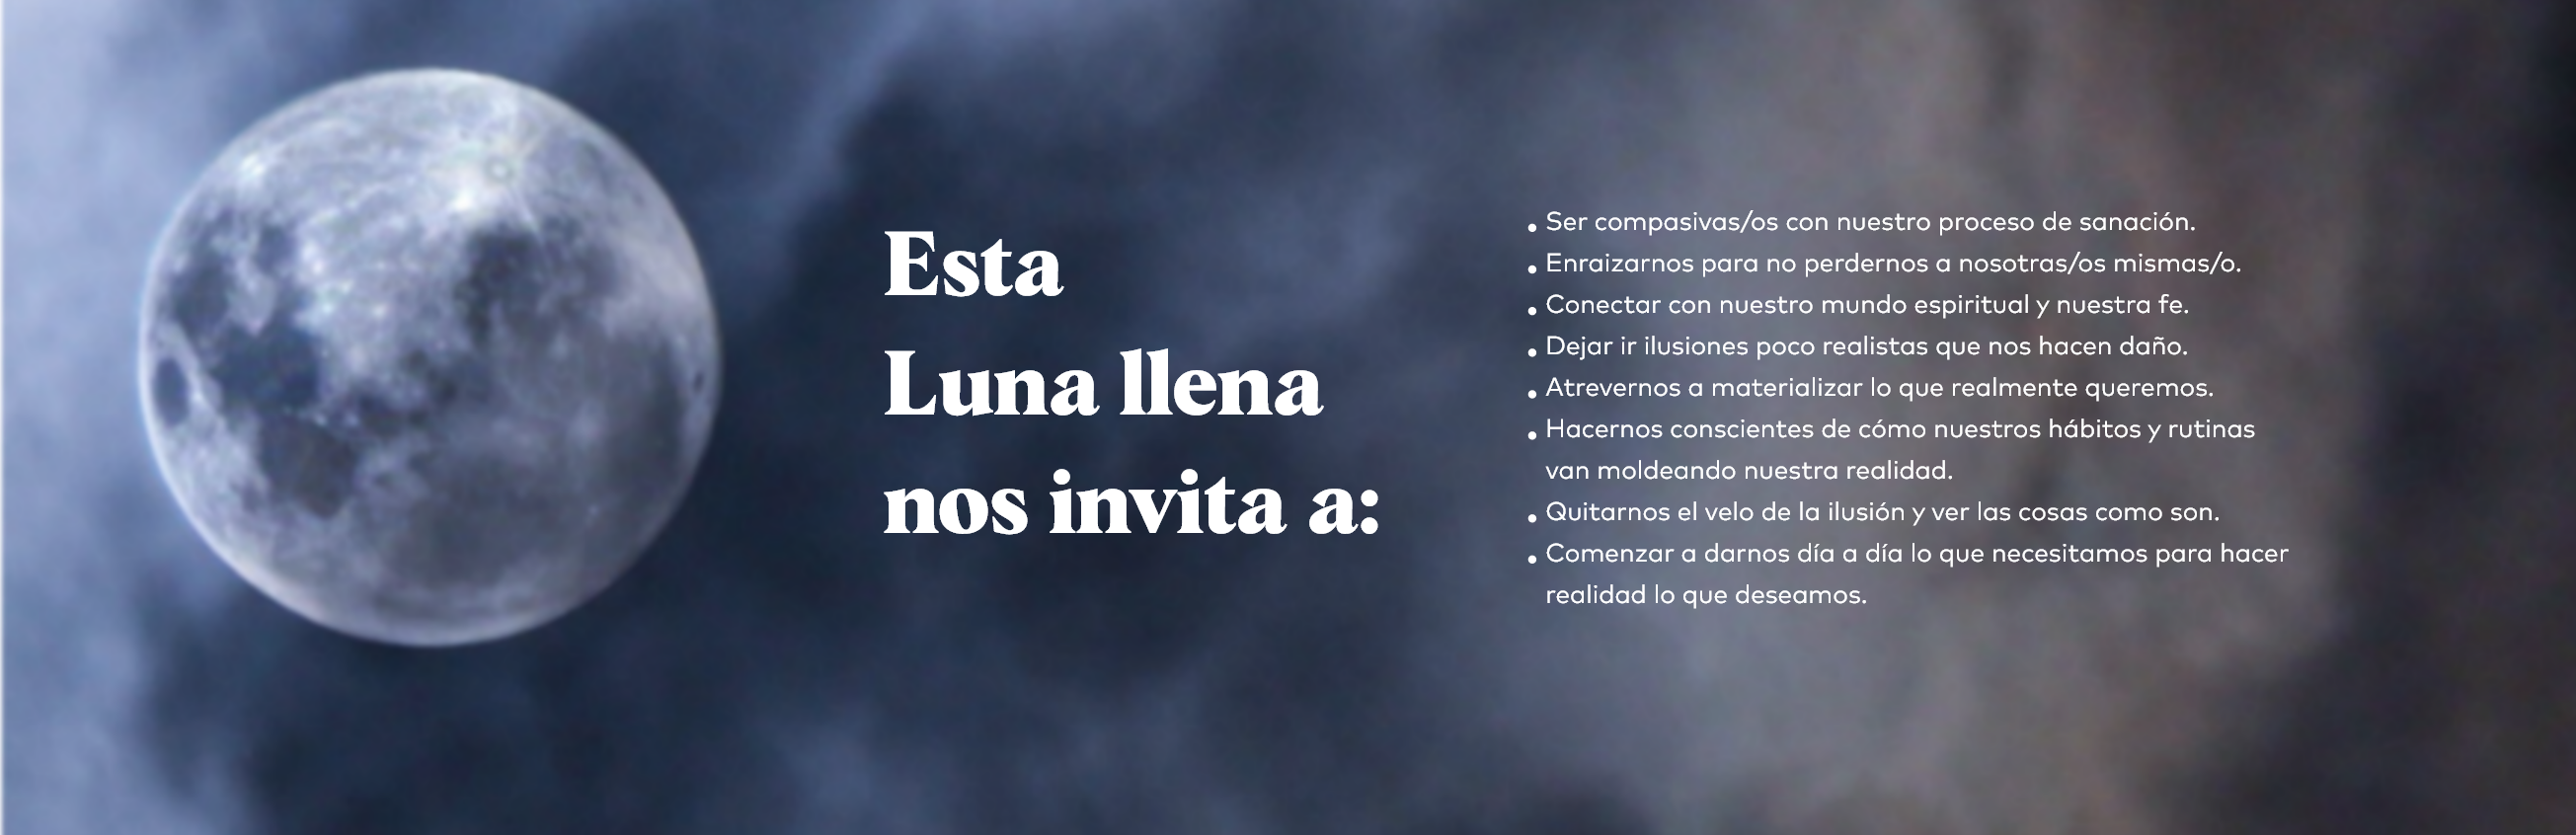 Esta
Luna llena
nos invita a:
• Ser compasivas/os con nuestro proceso de sanación.
• Enraizarnos para no perdernos a nosotras/os mismas/o.
• Conectar con nuestro mundo espiritual y nuestra fe.
• Dejar ir ilusiones poco realistas que nos hacen daño.
• Atrevernos a materializar lo que realmente queremos.
• Hacernos conscientes de cómo nuestros hábitos y rutinas
van moldeando nuestra realidad.
• Quitarnos el velo de la ilusión y ver las cosas como son.
• Comenzar a darnos día a día lo que necesitamos para hacer
realidad lo que deseamos.